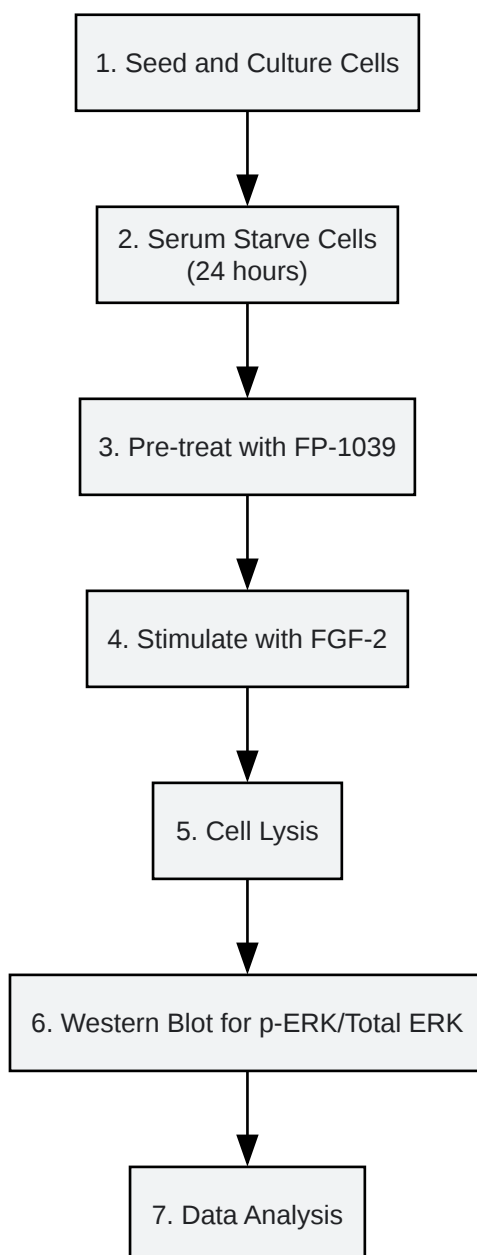 1. Seed and Culture Cells
2. Serum Starve Cells
(24 hours)
3. Pre-treat with FP-1039
4. Stimulate with FGF-2
5. Cell Lysis
6. Western Blot for p-ERK/Total ERK
7. Data Analysis